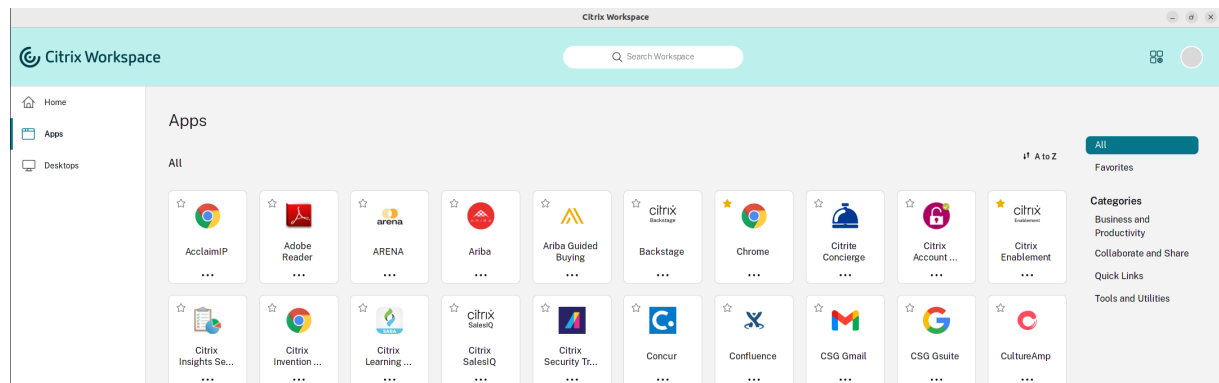 Citrix Workspace
Citrix Workspace
Search Workspace
Home
Apps
Desktops
Apps
All
A to Z
AcclaimIP
Adobe
Reader
arena
ARENA
ARIBA
Ariba
Ariba Guided
Buying
citrix
Backstage
Backstage
Chrome
Citrite
Concierge
Citrix
Account ...
citrix
Enablement
Citrix
Enablement
Citrix
Insights Se...
Citrix
Invention ...
SABA
Citrix
Learning ...
citrix
SalesIQ
Citrix
SalesIQ
Citrix
Security Tr...
C.
Concur
Confluence
CSG Gmail
CSG Gsuite
CultureAmp
All
Favorites
Categories
Business and
Productivity
Collaborate and Share
Quick Links
Tools and Utilities